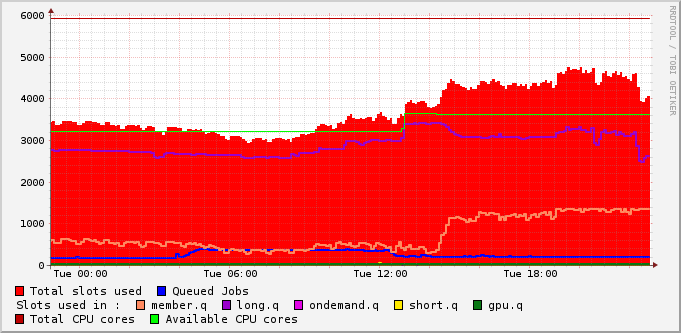 RRDTOOL / TOBI OETIKER
6000
5000
4000
3000
2000
1000
0
Tue 00:00 Tue 06:00 Tue 12:00 Tue 18:00
Total slots used Queued Jobs
Slots used in : member.q long.q ondemand.q short.q gpu.q
Total CPU cores Available CPU cores